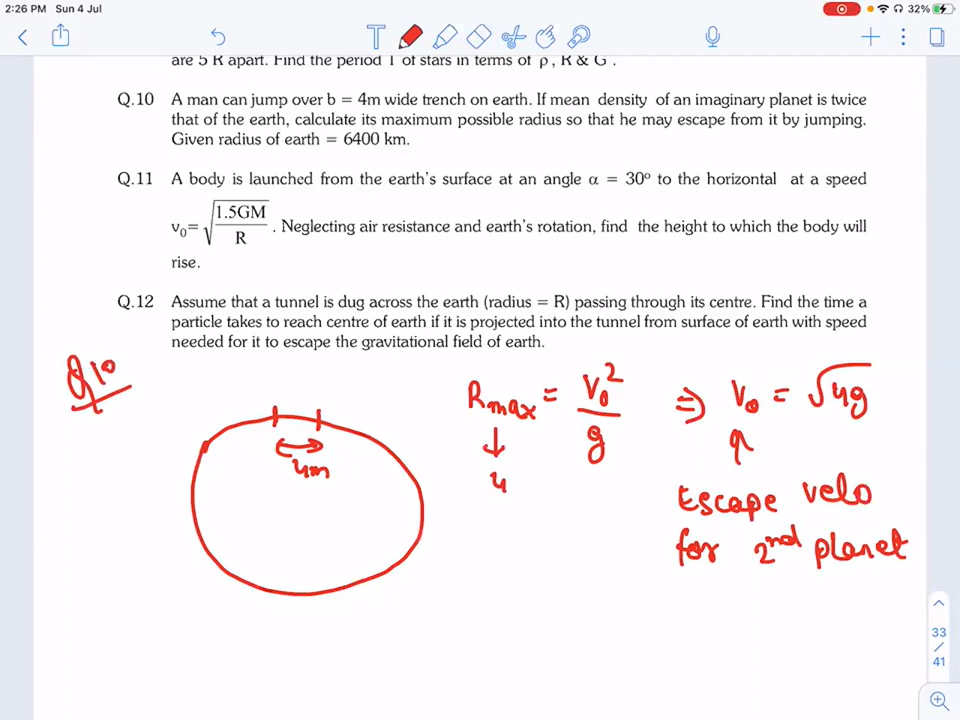 2:26 PM Sun 4 Jul
32%
are 5 R apart. Find the period T of stars in terms of ρ, R & G .
Q.10 A man can jump over b = 4m wide trench on earth. If mean density of an imaginary planet is twice
that of the earth, calculate its maximum possible radius so that he may escape from it by jumping.
Given radius of earth = 6400 km.
Q.11 A body is launched from the earth's surface at an angle α = 30° to the horizontal at a speed
v₀= √(1.5GM/R) . Neglecting air resistance and earth's rotation, find the height to which the body will
rise.
Q.12 Assume that a tunnel is dug across the earth (radius = R) passing through its centre. Find the time a
particle takes to reach centre of earth if it is projected into the tunnel from surface of earth with speed
needed for it to escape the gravitational field of earth.
Q10
4m
Rmax = V₀²/g ⇒ V₀ = √4g
↓
4
Escape velo
for 2nd planet
33
/
41